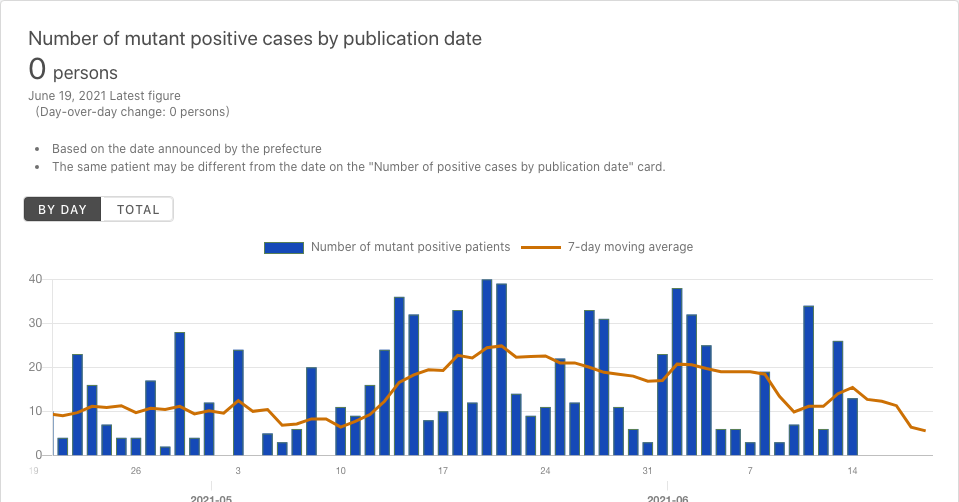 Number of mutant positive cases by publication date
0 persons
June 19, 2021 Latest figure
(Day-over-day change: 0 persons)
• Based on the date announced by the prefecture
• The same patient may be different from the date on the "Number of positive cases by publication date" card.
BY DAY TOTAL
Number of mutant positive patients 7-day moving average
40
30
20
10
0
19 26 3 10 17 24 31 7 14
2021-05 2021-06